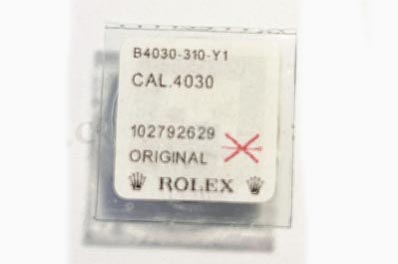 B4030-310-Y1
CAL.4030
102792629
ORIGINAL
ROLEX